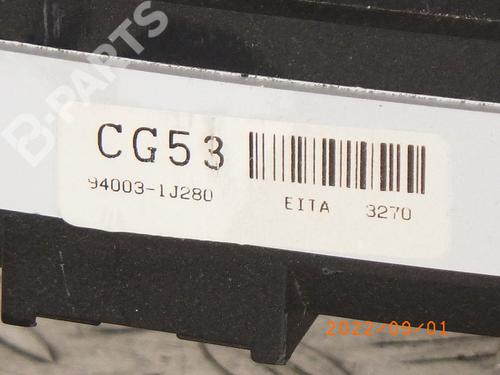 B-PARTS
CG53
94003-1J280
EITA 3270
2022/09/01